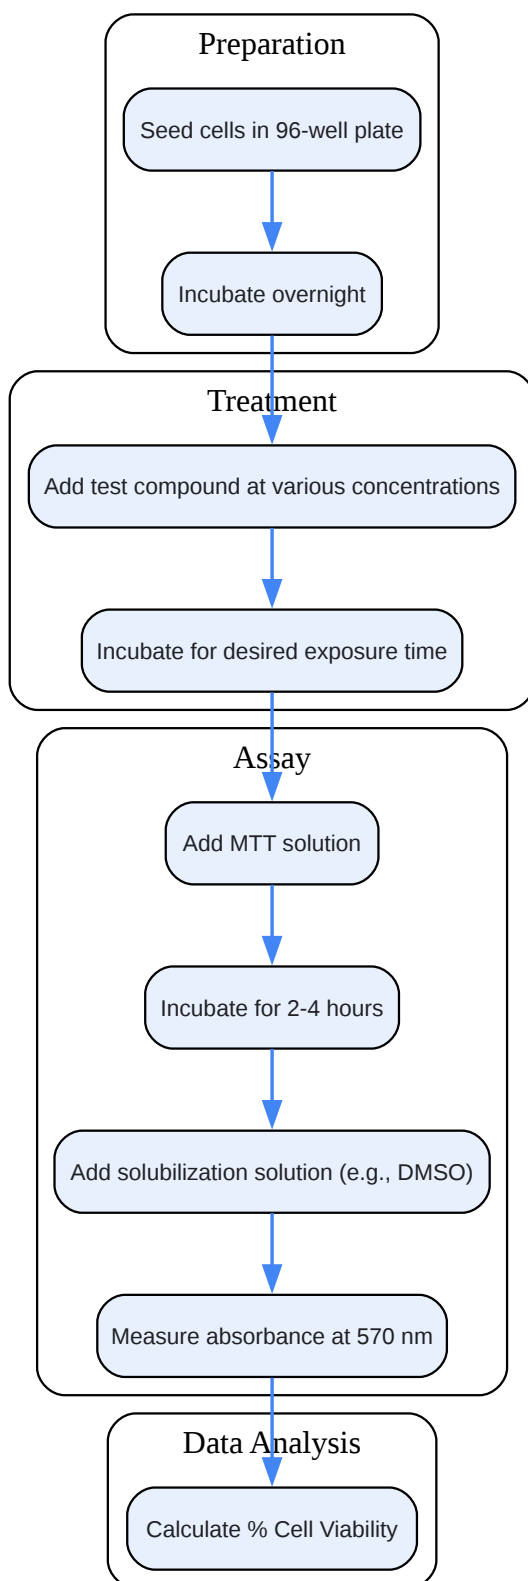 Preparation
Seed cells in 96-well plate
Incubate overnight
Treatment
Add test compound at various concentrations
Incubate for desired exposure time
Assay
Add MTT solution
Incubate for 2-4 hours
Add solubilization solution (e.g., DMSO)
Measure absorbance at 570 nm
Data Analysis
Calculate % Cell Viability